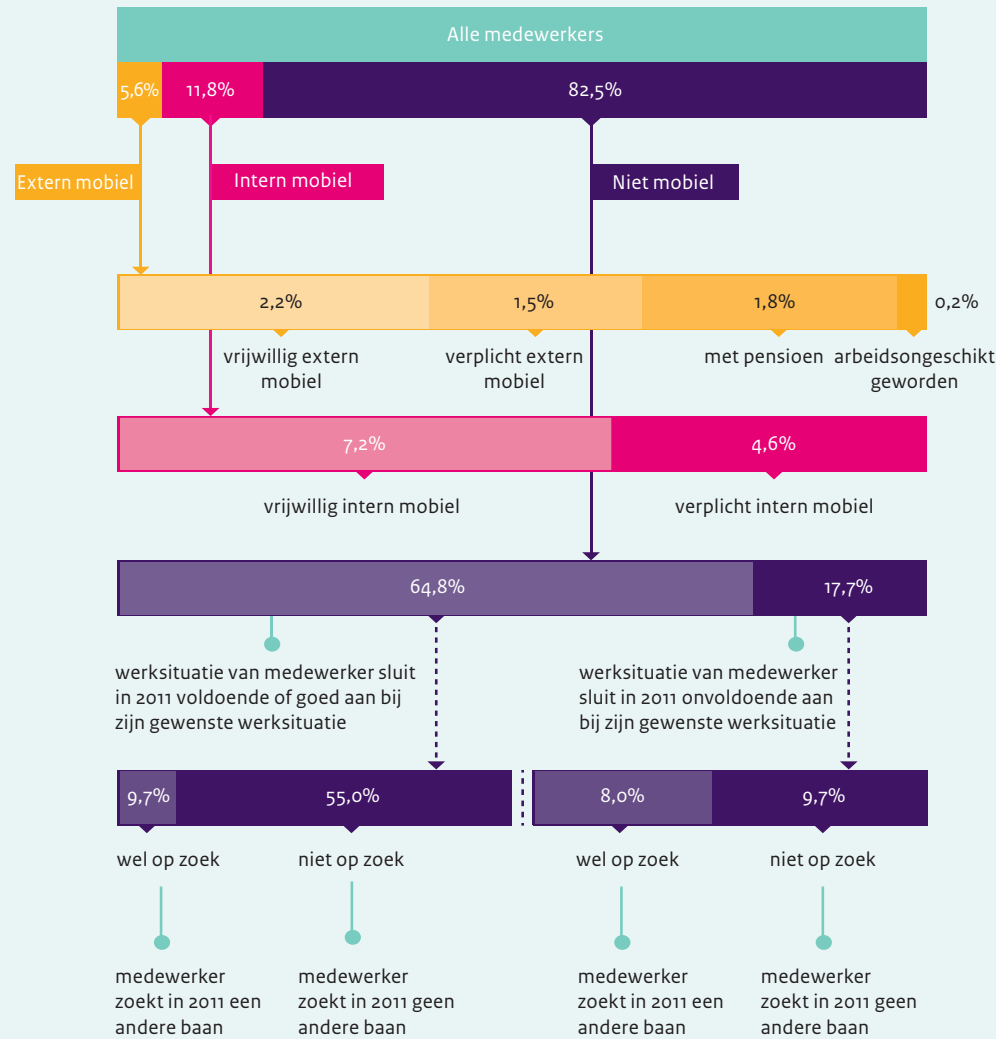 Alle medewerkers
5,6%
11,8%
82,5%
Extern mobiel
Intern mobiel
Niet mobiel
2,2%
1,5%
1,8%
0,2%
vrijwillig extern
mobiel
verplicht extern
mobiel
met pensioen
arbeidsongeschikt
geworden
7,2%
4,6%
vrijwillig intern mobiel
verplicht intern mobiel
64,8%
17,7%
werksituatie van medewerker sluit
in 2011 voldoende of goed aan bij
zijn gewenste werksituatie
werksituatie van medewerker
sluit in 2011 onvoldoende aan
bij zijn gewenste werksituatie
9,7%
55,0%
8,0%
9,7%
wel op zoek
niet op zoek
wel op zoek
niet op zoek
medewerker
zoekt in 2011 een
andere baan
medewerker
zoekt in 2011 geen
andere baan
medewerker
zoekt in 2011 een
andere baan
medewerker
zoekt in 2011 geen
andere baan